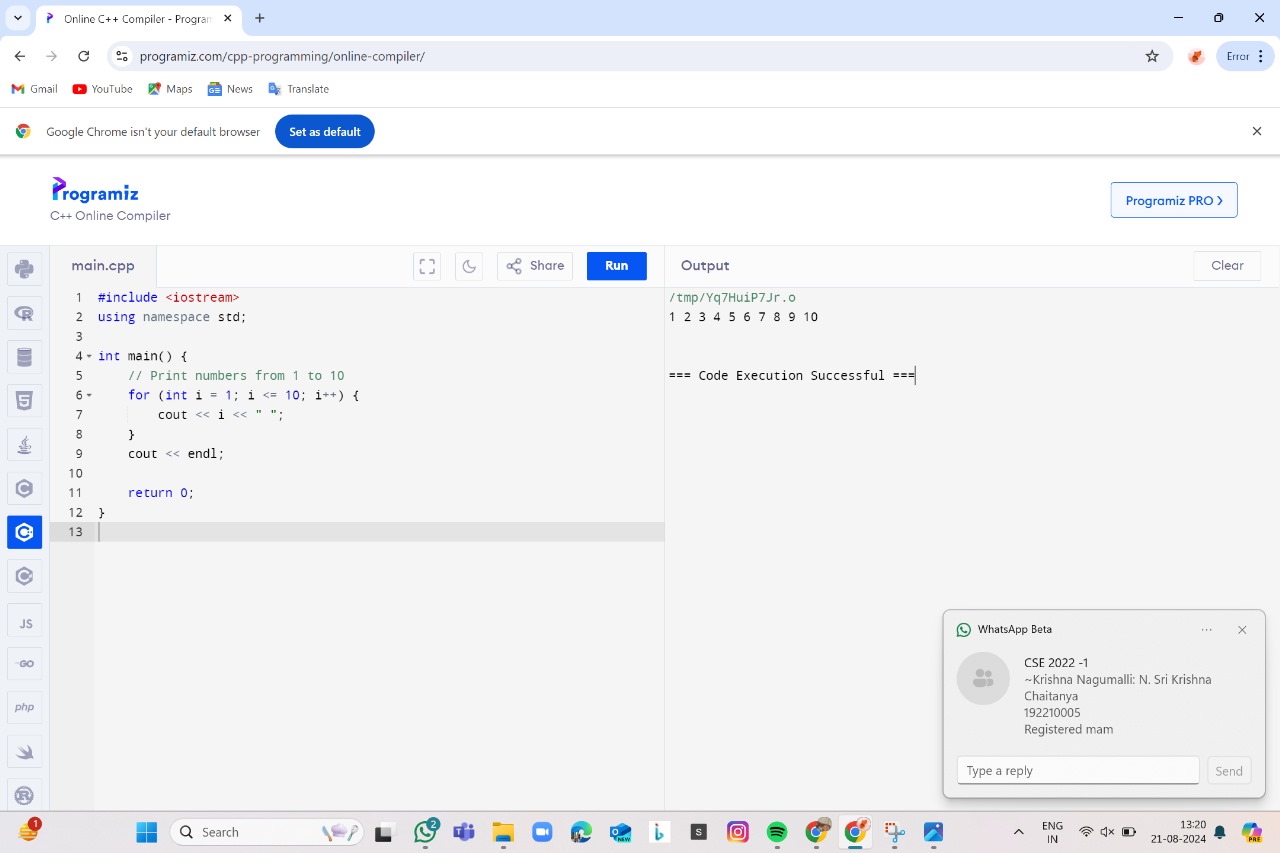 Online C++ Compiler - Program
programiz.com/cpp-programming/online-compiler/
Error
Gmail
YouTube
Maps
News
Translate
Google Chrome isn't your default browser
Set as default
Programiz
C++ Online Compiler
Programiz PRO >
main.cpp
Share
Run
Output
Clear
1 #include <iostream>
2 using namespace std;
3
4 int main() {
5 // Print numbers from 1 to 10
6 for (int i = 1; i <= 10; i++) {
7 cout << i << " ";
8 }
9 cout << endl;
10
11 return 0;
12 }
13
/tmp/Yq7HuiP7Jr.o
1 2 3 4 5 6 7 8 9 10
=== Code Execution Successful ===
JS
GO
php
WhatsApp Beta
CSE 2022 -1
~Krishna Nagumalli: N. Sri Krishna
Chaitanya
192210005
Registered mam
Type a reply
Send
1
Search
2
NEW
S
ENG
IN
13:20
21-08-2024
PRE